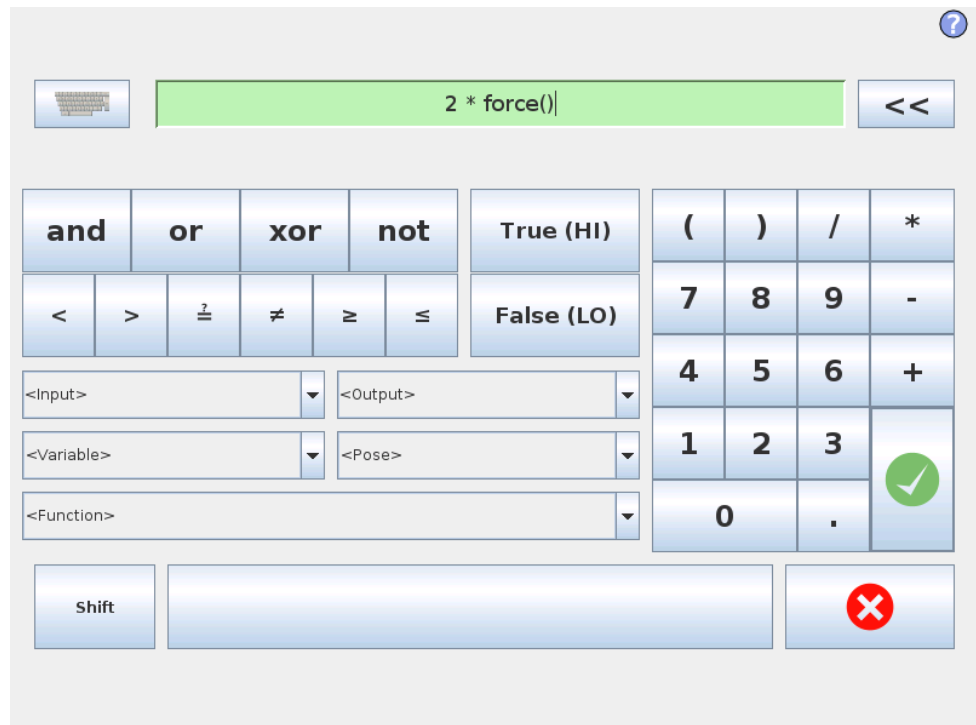 ?
2 * force()
<<
and or xor not True (HI) ( ) / *
< > ≟ ≠ ≥ ≤ False (LO) 7 8 9 -
<Input> <Output> 4 5 6 +
<Variable> <Pose> 1 2 3
<Function> 0 .
Shift